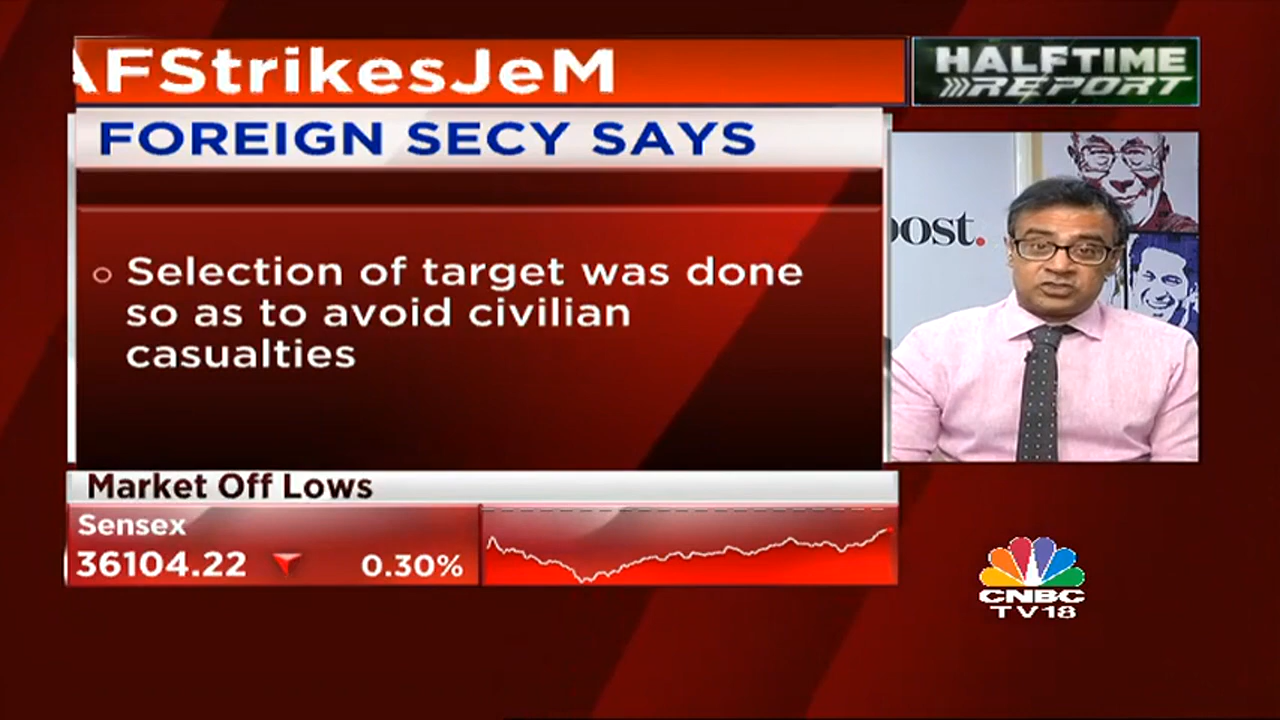 AFStrikesJeM
HALFTIME
REPORT
FOREIGN SECY SAYS
post.
Selection of target was done
so as to avoid civilian
casualties
Market Off Lows
Sensex
36104.22
0.30%
CNBC
TV18